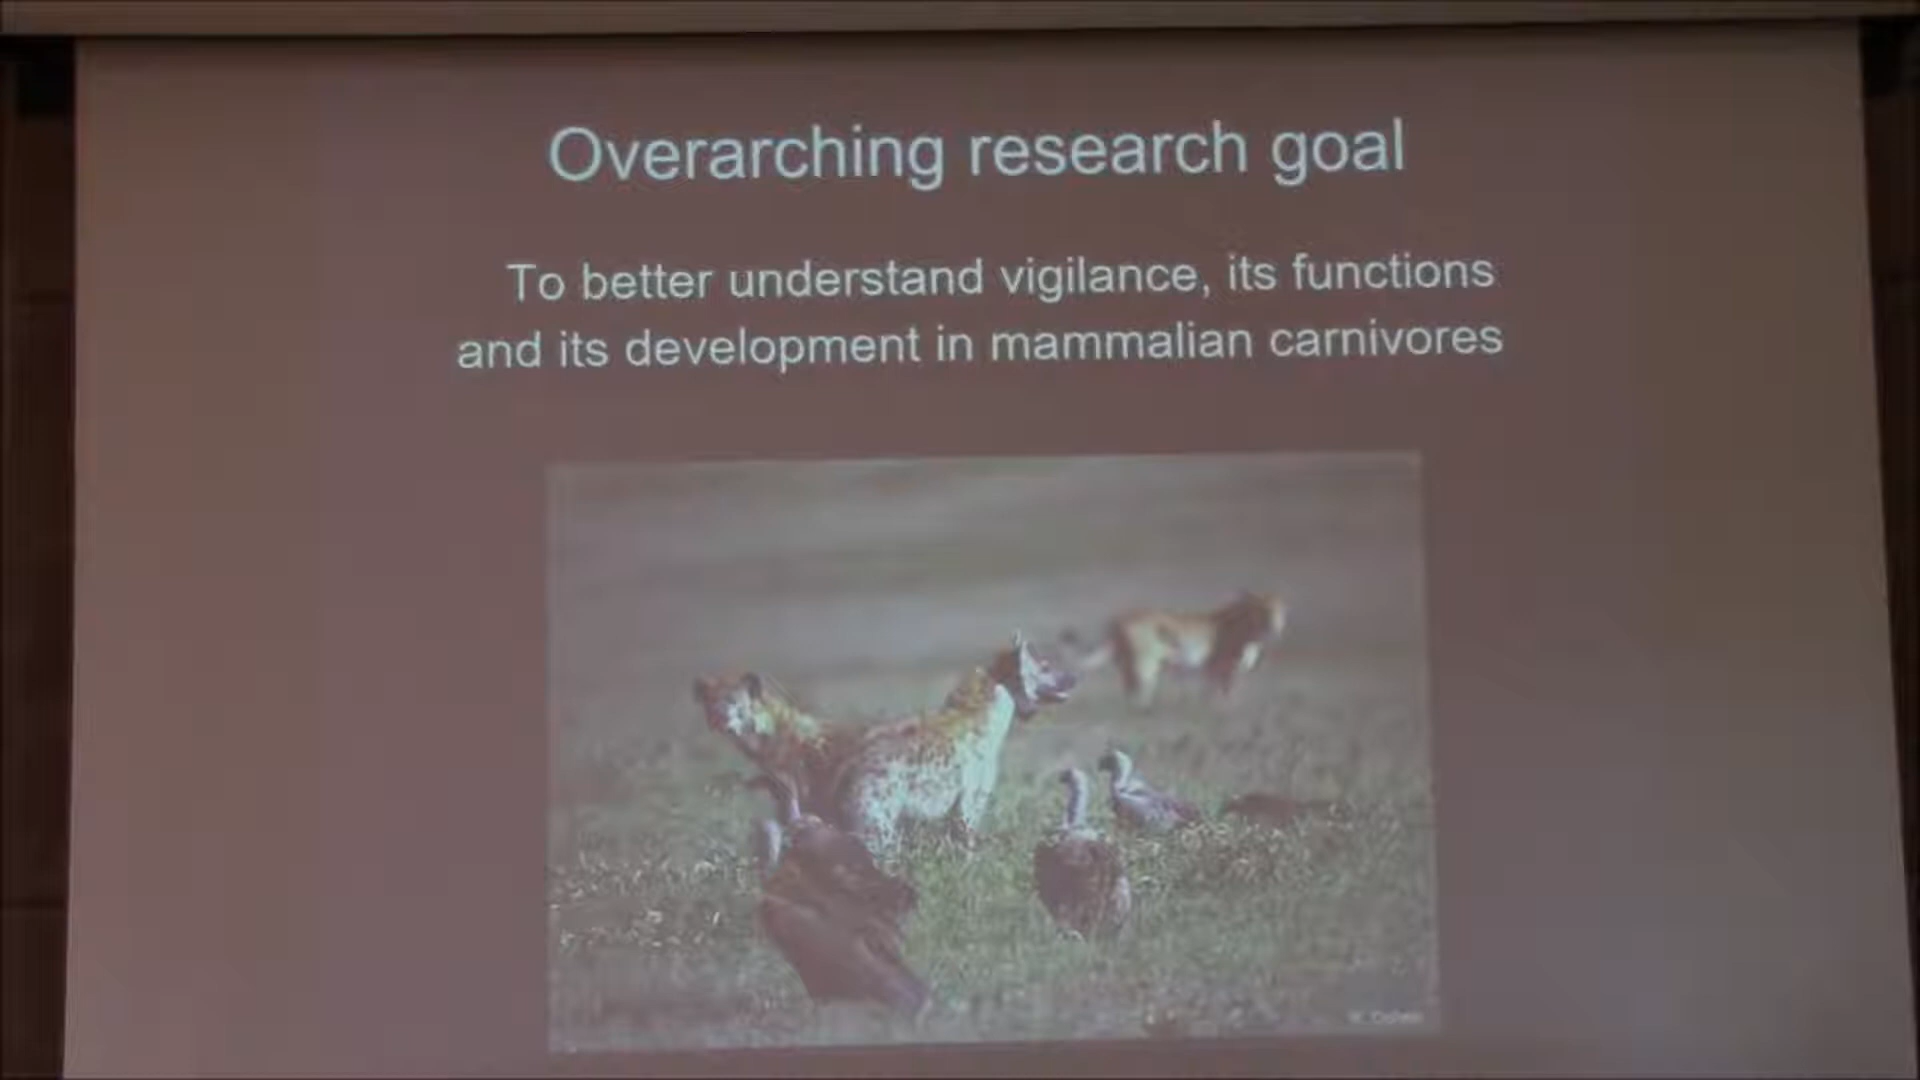 Overarching research goal
To better understand vigilance, its functions
and its development in mammalian carnivores